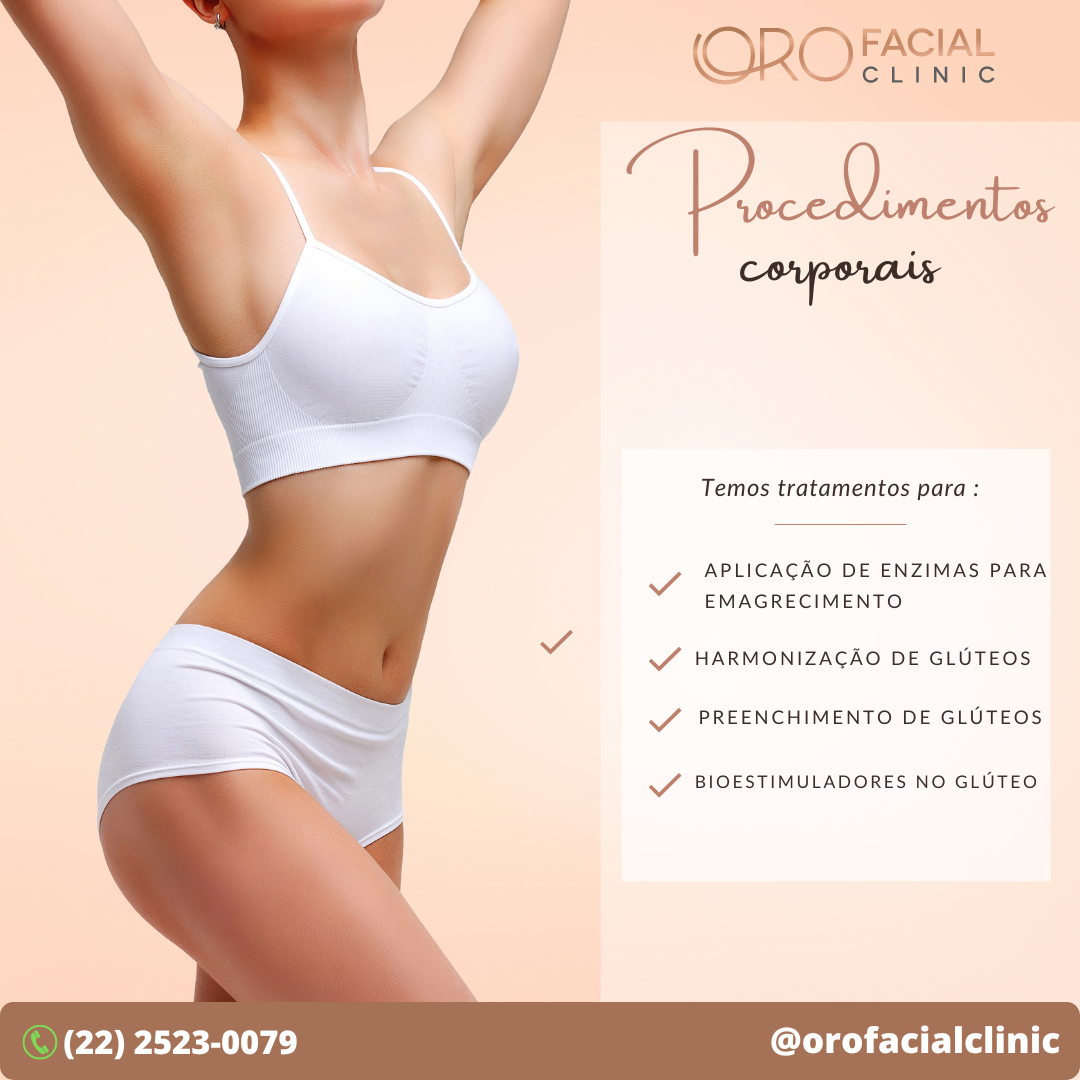 ORO FACIAL
CLINIC
Procedimentos
corporais
Temos tratamentos para :
APLICAÇÃO DE ENZIMAS PARA
EMAGRECIMENTO
HARMONIZAÇÃO DE GLÚTEOS
PREENCHIMENTO DE GLÚTEOS
BIOESTIMULADORES NO GLÚTEO
(22) 2523-0079
@orofacialclinic